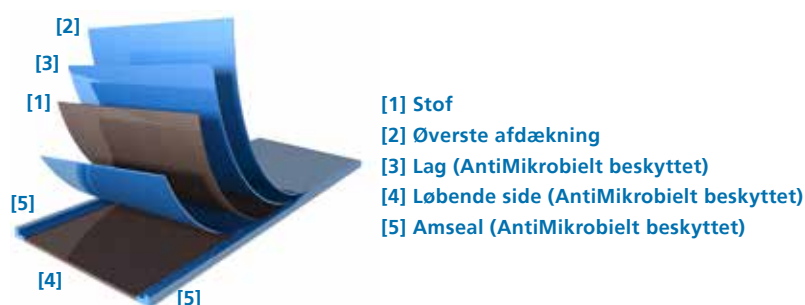 [2]
[3]
[1]
[5]
[4]
[5]
[1] Stof
[2] Øverste afdækning
[3] Lag (AntiMikrobielt beskyttet)
[4] Løbende side (AntiMikrobielt beskyttet)
[5] Amseal (AntiMikrobielt beskyttet)